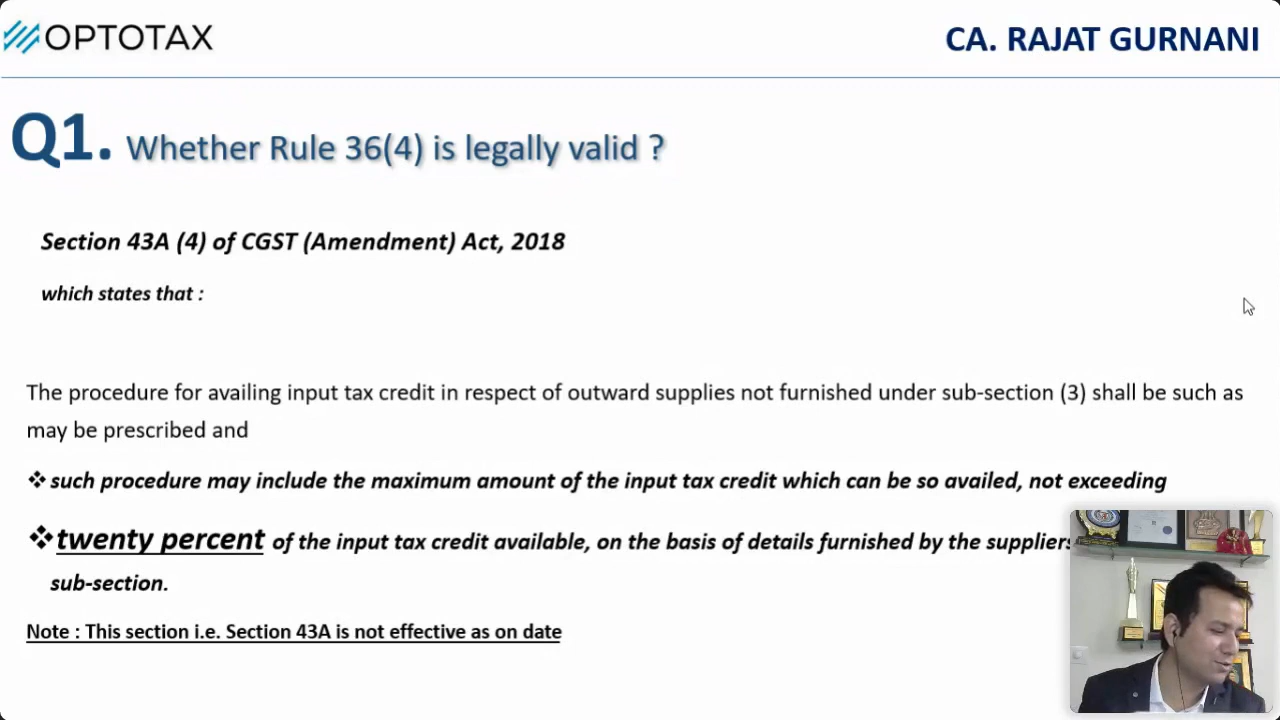 OPTOTAX
CA. RAJAT GURNANI
Q1. Whether Rule 36(4) is legally valid ?
Section 43A (4) of CGST (Amendment) Act, 2018
which states that :
The procedure for availing input tax credit in respect of outward supplies not furnished under sub-section (3) shall be such as
may be prescribed and
❖such procedure may include the maximum amount of the input tax credit which can be so availed, not exceeding
❖twenty percent of the input tax credit available, on the basis of details furnished by the suppliers
sub-section.
Note : This section i.e. Section 43A is not effective as on date